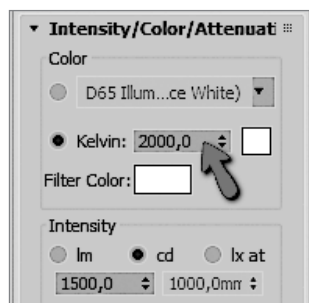 Intensity/Color/Attenuati
Color
D65 Illum...ce White)
Kelvin: 2000,0
Filter Color:
Intensity
lm cd lx at
1500,0 1000,0mm